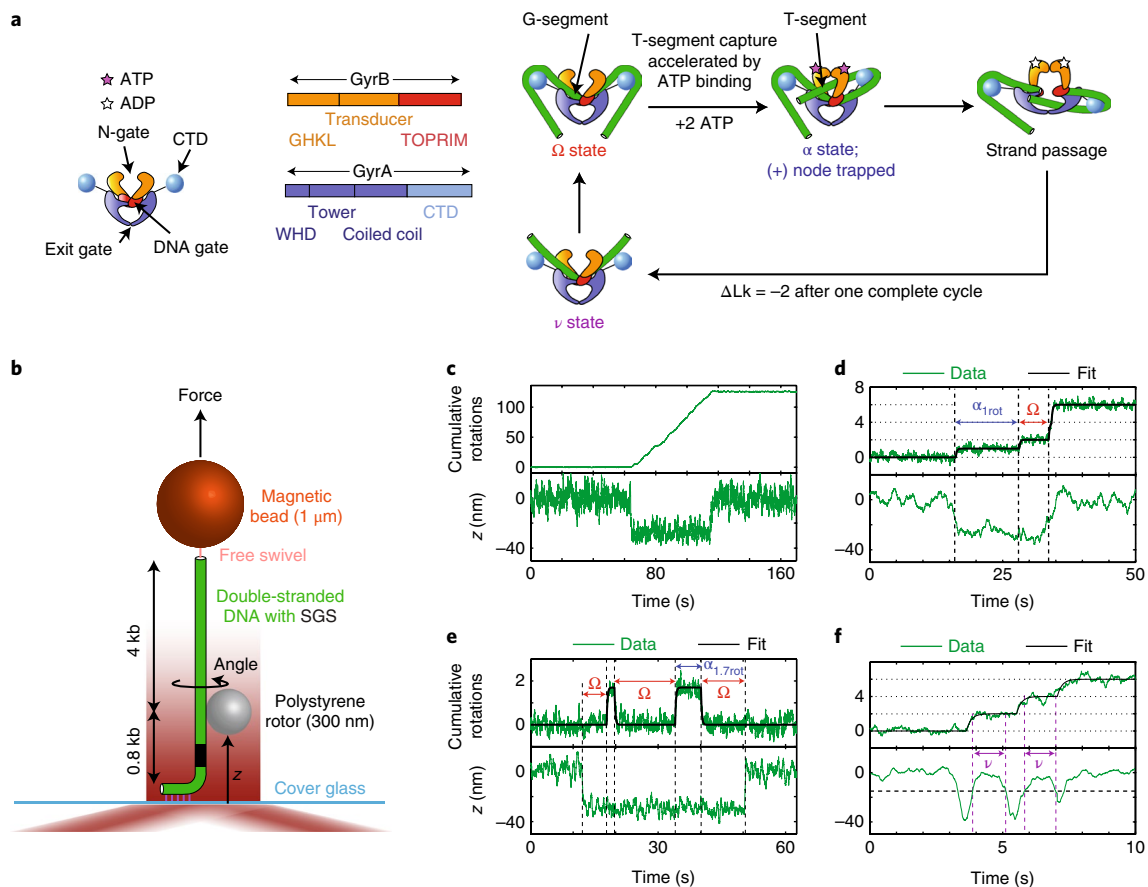 a
ATP
ADP
N-gate
CTD
Exit gate
DNA gate
GyrB
Transducer
GHKL
TOPRIM
GyrA
Tower
CTD
WHD
Coiled coil
G-segment
T-segment capture
accelerated by
ATP binding
+2 ATP
T-segment
Ω state
α state;
(+) node trapped
Strand passage
ν state
ΔLk = −2 after one complete cycle
b
Force
Magnetic
bead (1 μm)
Free swivel
Double-stranded
DNA with SGS
4 kb
Angle
Polystyrene
rotor (300 nm)
0.8 kb
z
Cover glass
c
Cumulative
rotations
100
50
0
z (nm)
0
−40
0
80
160
Time (s)
d
Data
Fit
8
4
0
α1rot
Ω
0
−40
0
25
50
Time (s)
e
Data
Fit
Cumulative
rotations
2
0
Ω
Ω
α1.7rot
Ω
z (nm)
0
−40
0
20
40
60
Time (s)
f
Data
Fit
8
4
0
ν
ν
0
−40
0
5
10
Time (s)